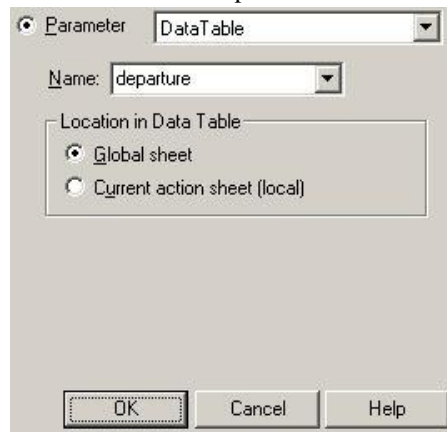 Parameter DataTable
Name: departure
Location in Data Table
Global sheet
Current action sheet (local)
OK Cancel Help